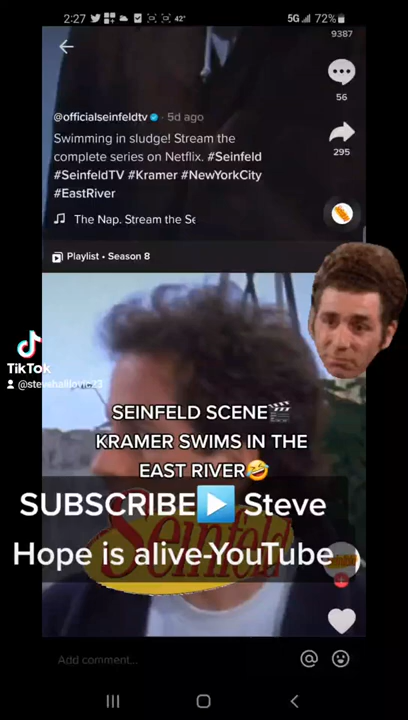 2:27
42°
5G
72%
9387
56
@officialseinfeldtv · 5d ago
Swimming in sludge! Stream the
complete series on Netflix. #Seinfeld
295
#SeinfeldTV #Kramer #NewYorkCity
#EastRiver
The Nap. Stream the Se
Playlist • Season 8
TikTok
SEINFELD SCENE🎬
KRAMER SWIMS IN THE
EAST RIVER🤣
SUBSCRIBE▶️ Steve
Hope is alive-YouTube
Seinfeld
Add comment...